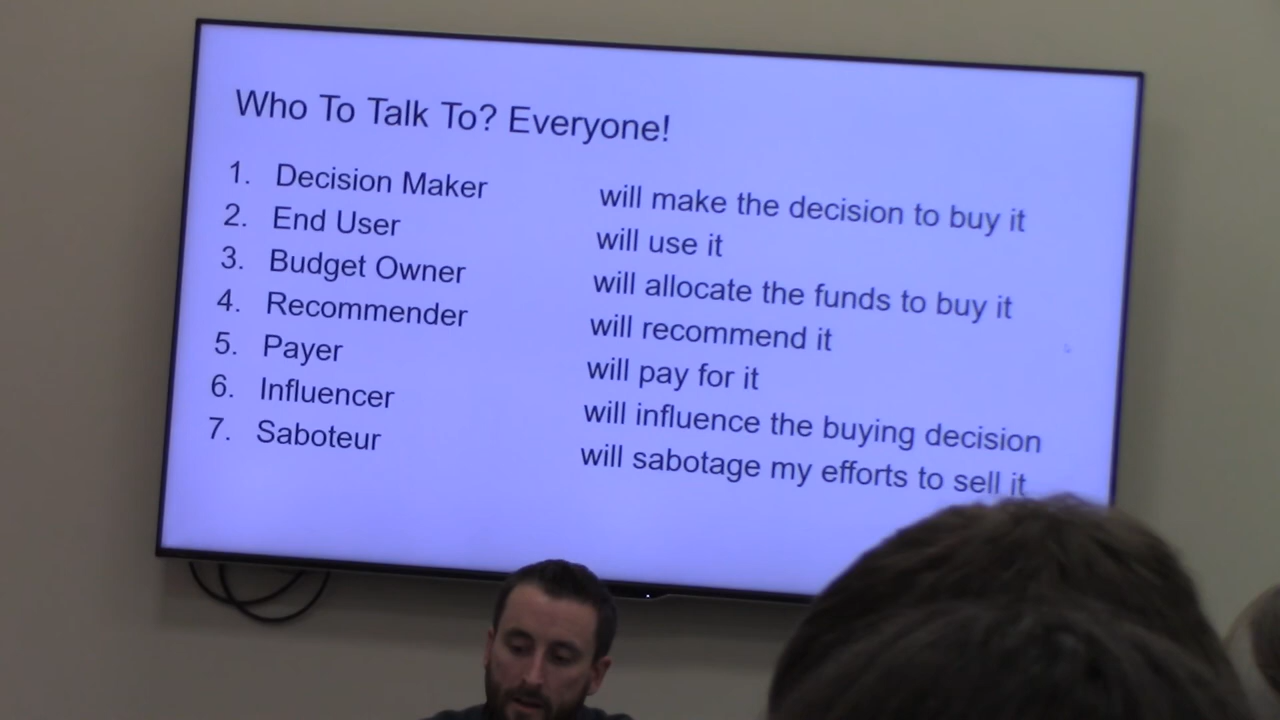 Who To Talk To? Everyone!
1. Decision Maker will make the decision to buy it
2. End User will use it
3. Budget Owner will allocate the funds to buy it
4. Recommender will recommend it
5. Payer will pay for it
6. Influencer will influence the buying decision
7. Saboteur will sabotage my efforts to sell it